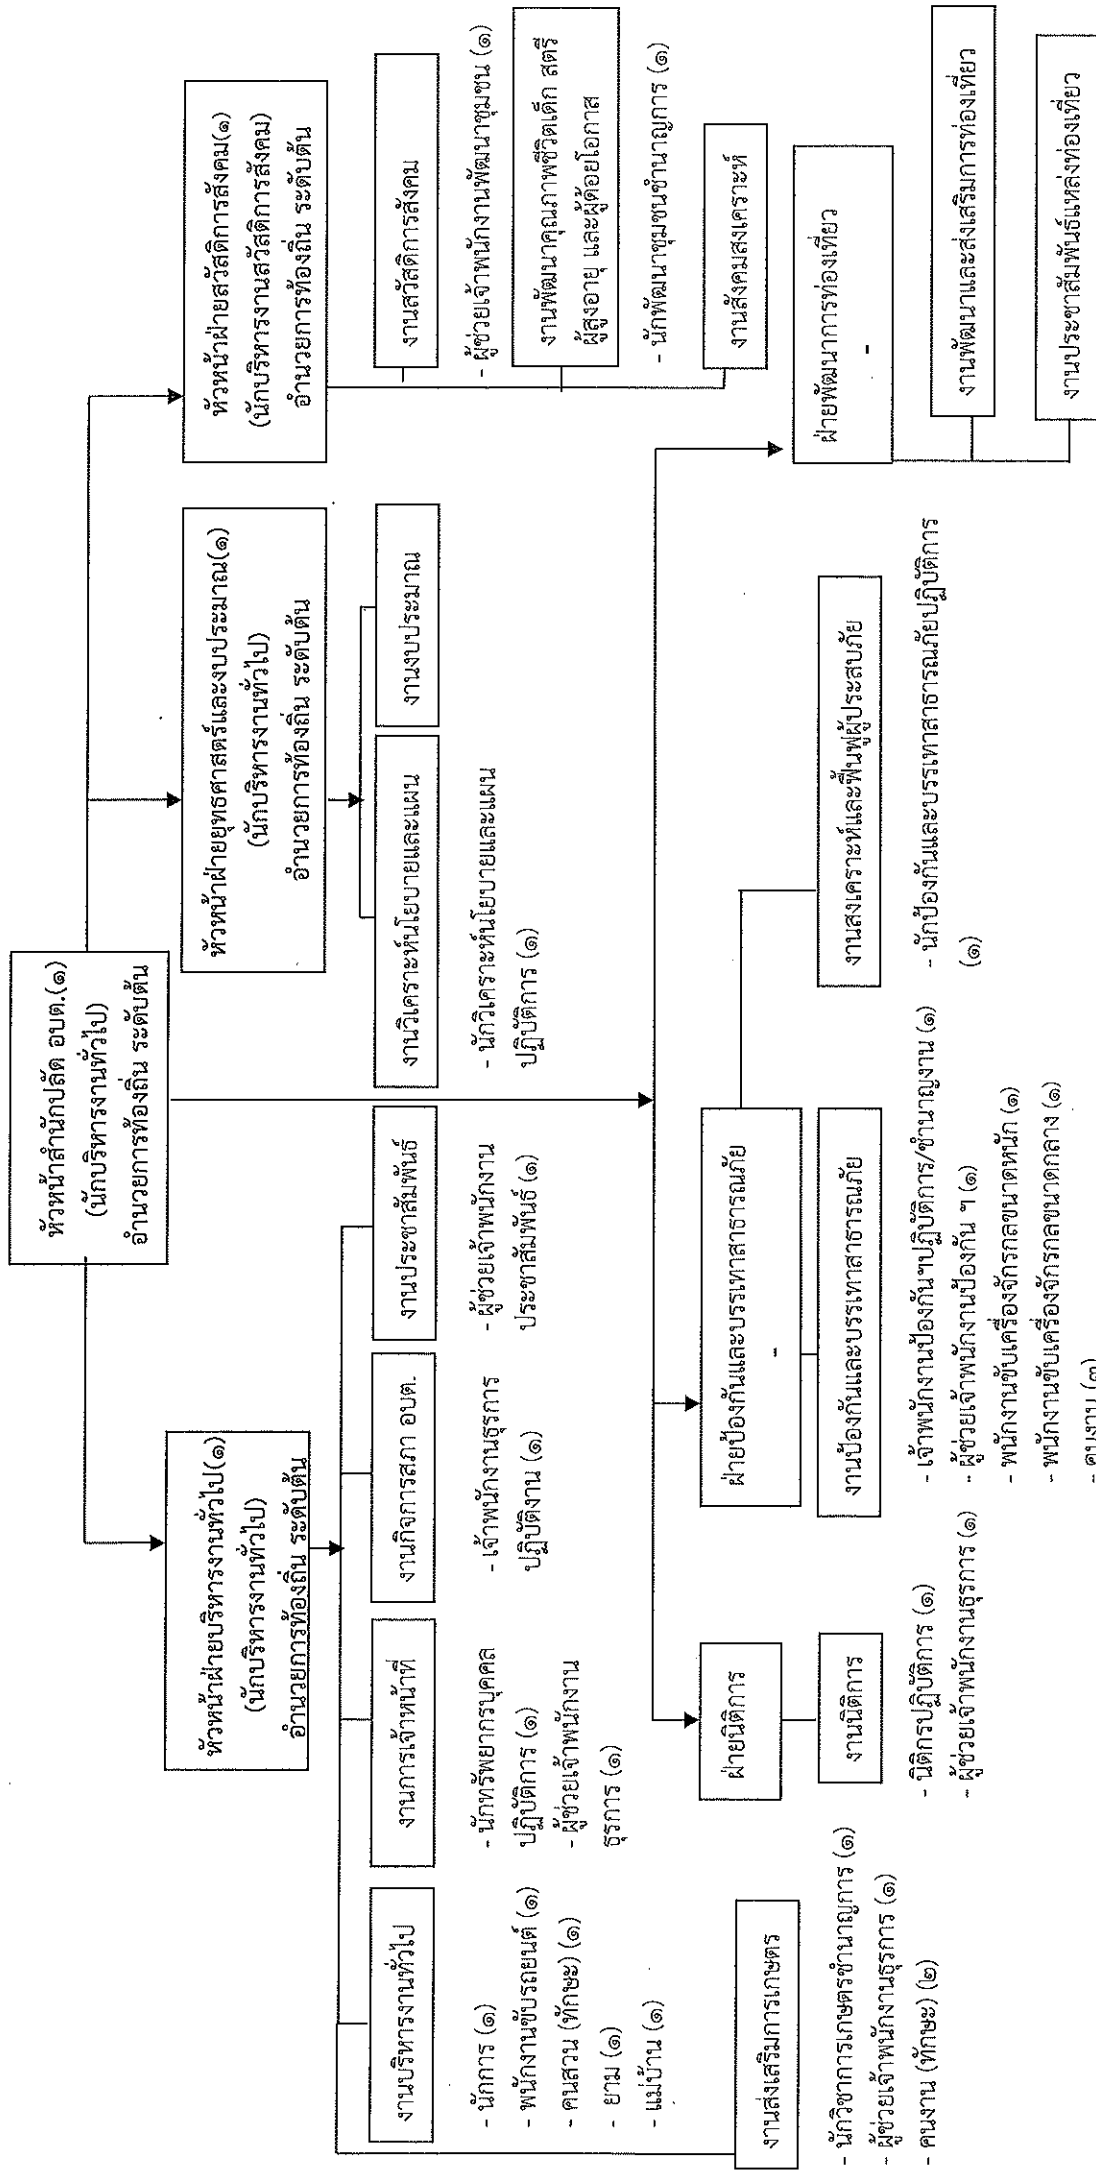 หัวหน้าสำนักปลัด อบต.(๑)
(นักบริหารงานทั่วไป)
อำนวยการท้องถิ่น ระดับต้น
หัวหน้าฝ่ายบริหารงานทั่วไป(๑)
(นักบริหารงานทั่วไป)
อำนวยการท้องถิ่น ระดับต้น
หัวหน้าฝ่ายยุทธศาสตร์และงบประมาณ(๑)
(นักบริหารงานทั่วไป)
อำนวยการท้องถิ่น ระดับต้น
หัวหน้าฝ่ายสวัสดิการสังคม(๑)
(นักบริหารงานสวัสดิการสังคม)
อำนวยการท้องถิ่น ระดับต้น
งานบริหารงานทั่วไป
- นักการ (๑)
- พนักงานขับรถยนต์ (๑)
- คนสวน (ทักษะ) (๑)
- ยาม (๑)
- แม่บ้าน (๑)
งานการเจ้าหน้าที่
- นักทรัพยากรบุคคล
ปฏิบัติการ (๑)
- ผู้ช่วยเจ้าพนักงาน
ธุรการ (๑)
งานกิจการสภา อบต.
- เจ้าพนักงานธุรการ
ปฏิบัติงาน (๑)
งานประชาสัมพันธ์
- ผู้ช่วยเจ้าพนักงาน
ประชาสัมพันธ์ (๑)
งานวิเคราะห์นโยบายและแผน
- นักวิเคราะห์นโยบายและแผน
ปฏิบัติการ (๑)
งานงบประมาณ
งานสวัสดิการสังคม
- ผู้ช่วยเจ้าพนักงานพัฒนาชุมชน (๑)
งานพัฒนาคุณภาพชีวิตเด็ก สตรี
ผู้สูงอายุ และผู้ด้อยโอกาส
- นักพัฒนาชุมชนชำนาญการ (๑)
งานสังคมสงเคราะห์
งานส่งเสริมการเกษตร
- นักวิชาการเกษตรชำนาญการ (๑)
- ผู้ช่วยเจ้าพนักงานธุรการ (๑)
- คนงาน (ทักษะ) (๒)
ฝ่ายนิติการ
งานนิติการ
- นิติกรปฏิบัติการ (๑)
- ผู้ช่วยเจ้าพนักงานธุรการ (๑)
ฝ่ายป้องกันและบรรเทาสาธารณภัย
-
งานป้องกันและบรรเทาสาธารณภัย
- เจ้าพนักงานป้องกันฯปฏิบัติการ/ชำนาญงาน (๑)
- ผู้ช่วยเจ้าพนักงานป้องกัน ฯ (๑)
- พนักงานขับเครื่องจักรกลขนาดหนัก (๑)
- พนักงานขับเครื่องจักรกลขนาดกลาง (๑)
- คนงาน (๓)
งานสงเคราะห์และฟื้นฟูผู้ประสบภัย
- นักป้องกันและบรรเทาสาธารณภัยปฏิบัติการ
(๑)
ฝ่ายพัฒนาการท่องเที่ยว
-
งานพัฒนาและส่งเสริมการท่องเที่ยว
งานประชาสัมพันธ์แหล่งท่องเที่ยว